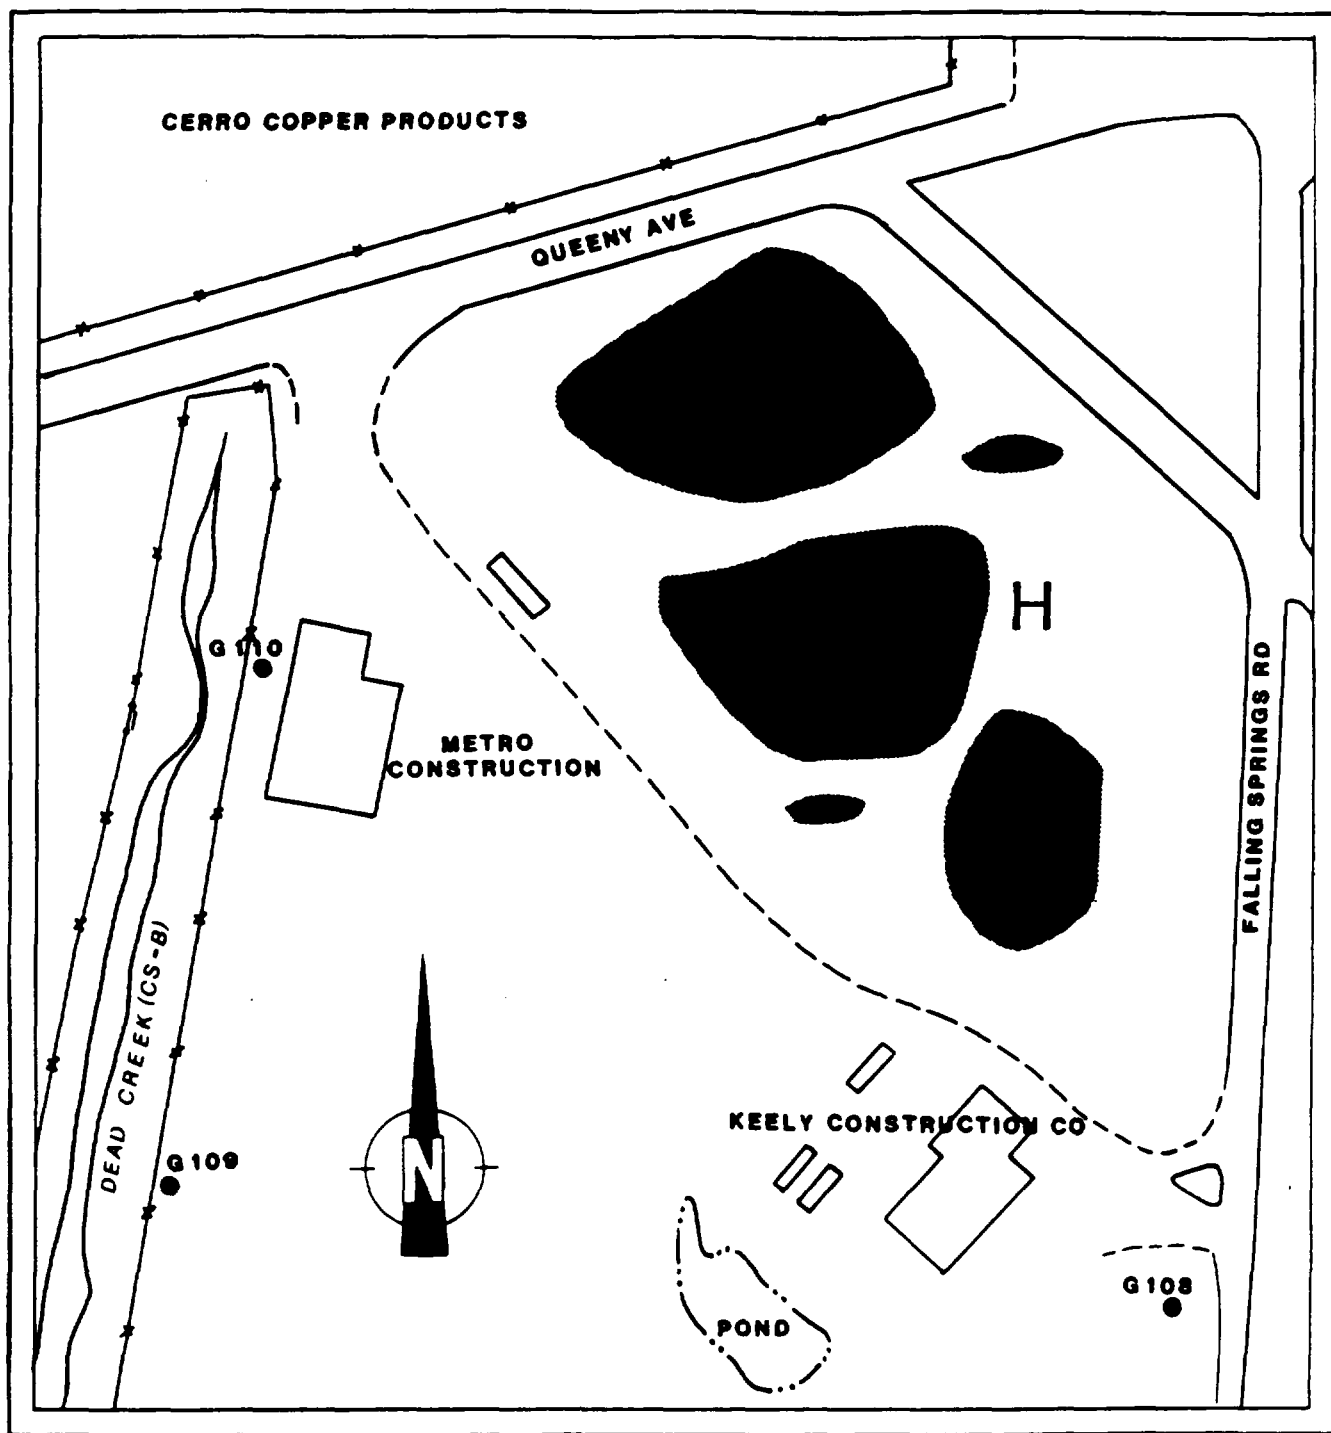 CERRO COPPER PRODUCTS
QUEENY AVE
H
G110
METRO
CONSTRUCTION
FALLING SPRINGS RD
DEAD CREEK (CS-B)
KEELY CONSTRUCTION CO
G109
N
G108
POND